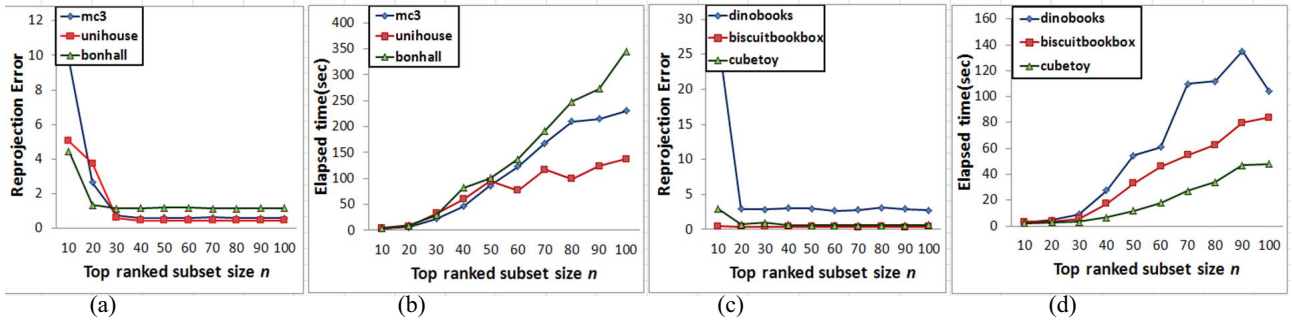 Reprojection Error
12
10
8
6
4
2
0
mc3
unihouse
bonhall
10 20 30 40 50 60 70 80 90 100
Top ranked subset size n
(a)
Elapsed time(sec)
400
350
300
250
200
150
100
50
0
mc3
unihouse
bonhall
10 20 30 40 50 60 70 80 90 100
Top ranked subset size n
(b)
Reprojection Error
30
25
20
15
10
5
0
dinobooks
biscuitbookbox
cubetoy
10 20 30 40 50 60 70 80 90 100
Top ranked subset size n
(c)
Elapsed time(sec)
160
140
120
100
80
60
40
20
0
dinobooks
biscuitbookbox
cubetoy
10 20 30 40 50 60 70 80 90 100
Top ranked subset size n
(d)